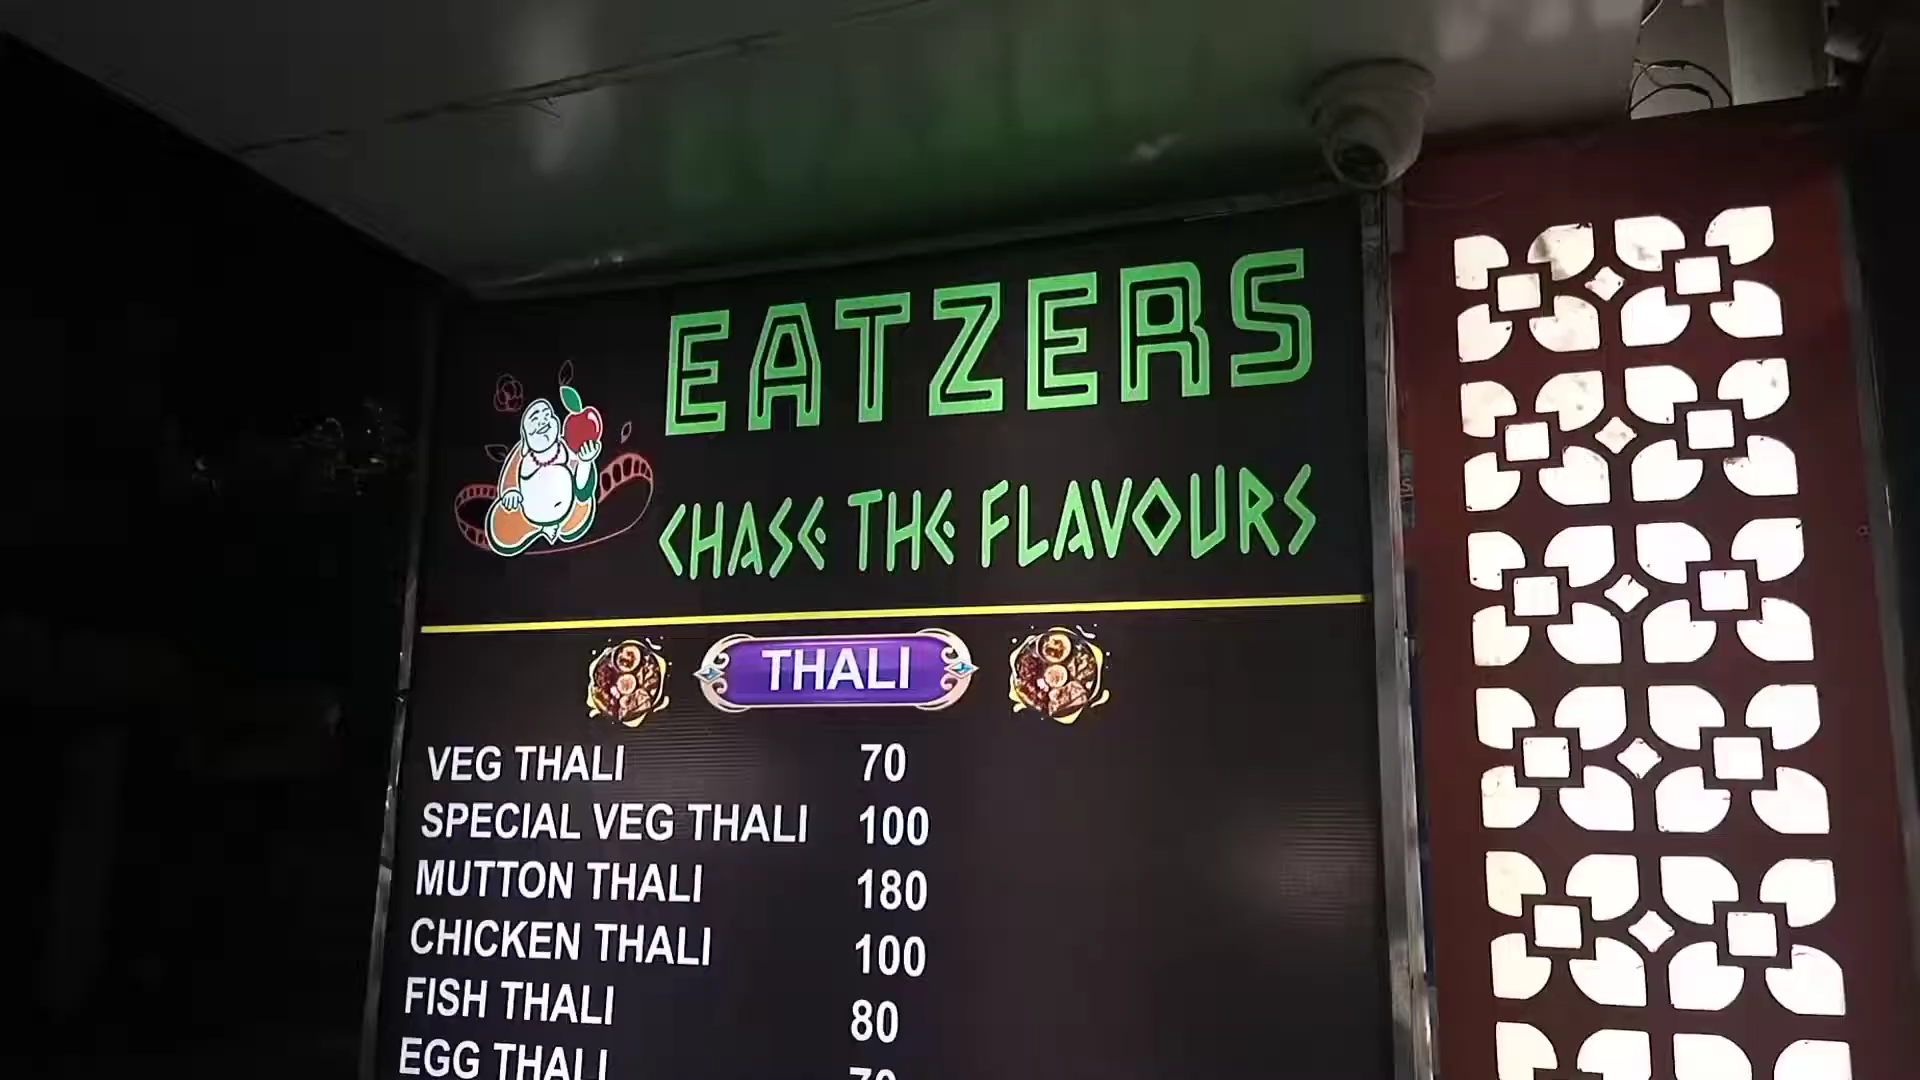 EATZERS
CHASE THE FLAVOURS
THALI
VEG THALI 70
SPECIAL VEG THALI 100
MUTTON THALI 180
CHICKEN THALI 100
FISH THALI 80
EGG THALI